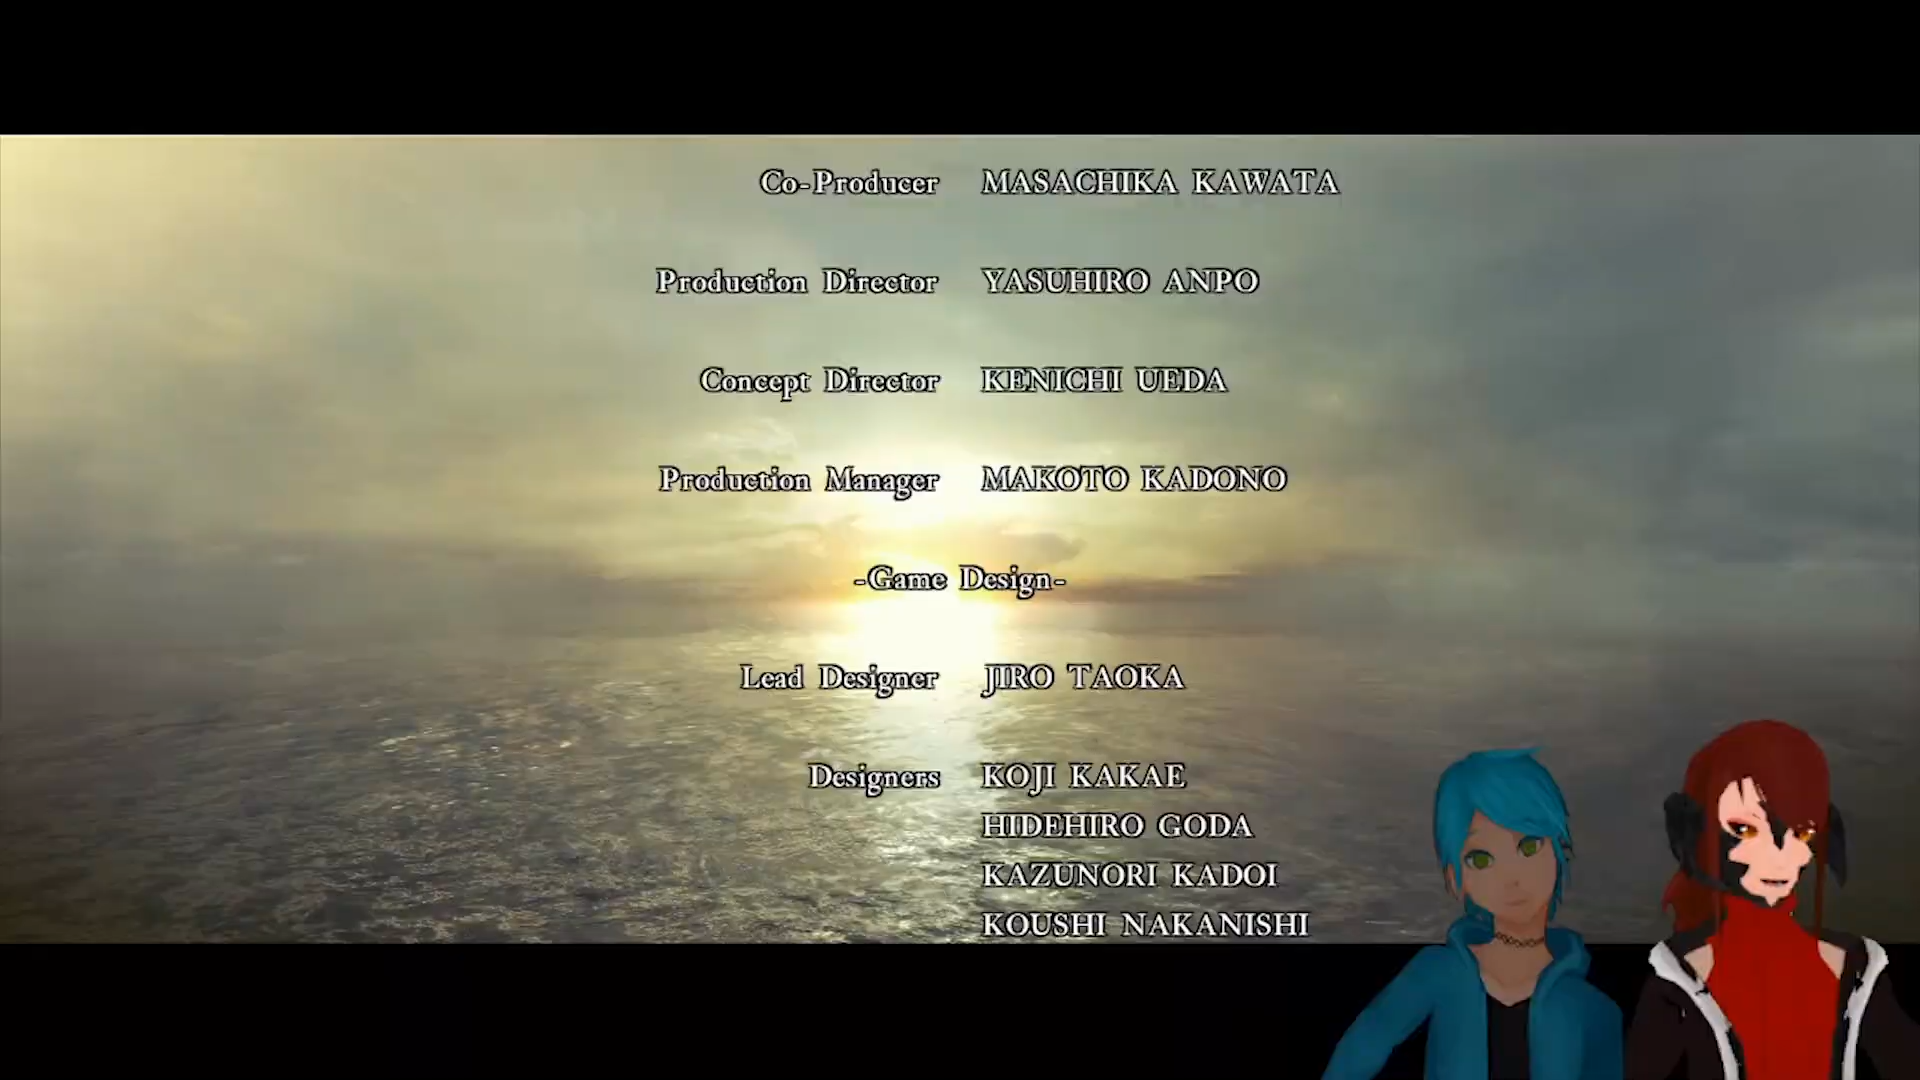 Co-Producer MASACHIKA KAWATA
Production Director YASUHIRO ANPO
Concept Director KENICHI UEDA
Production Manager MAKOTO KADONO
-Game Design-
Lead Designer JIRO TAOKA
Designers KOJI KAKAE
HIDEHIRO GODA
KAZUNORI KADOI
KOUSHI NAKANISHI